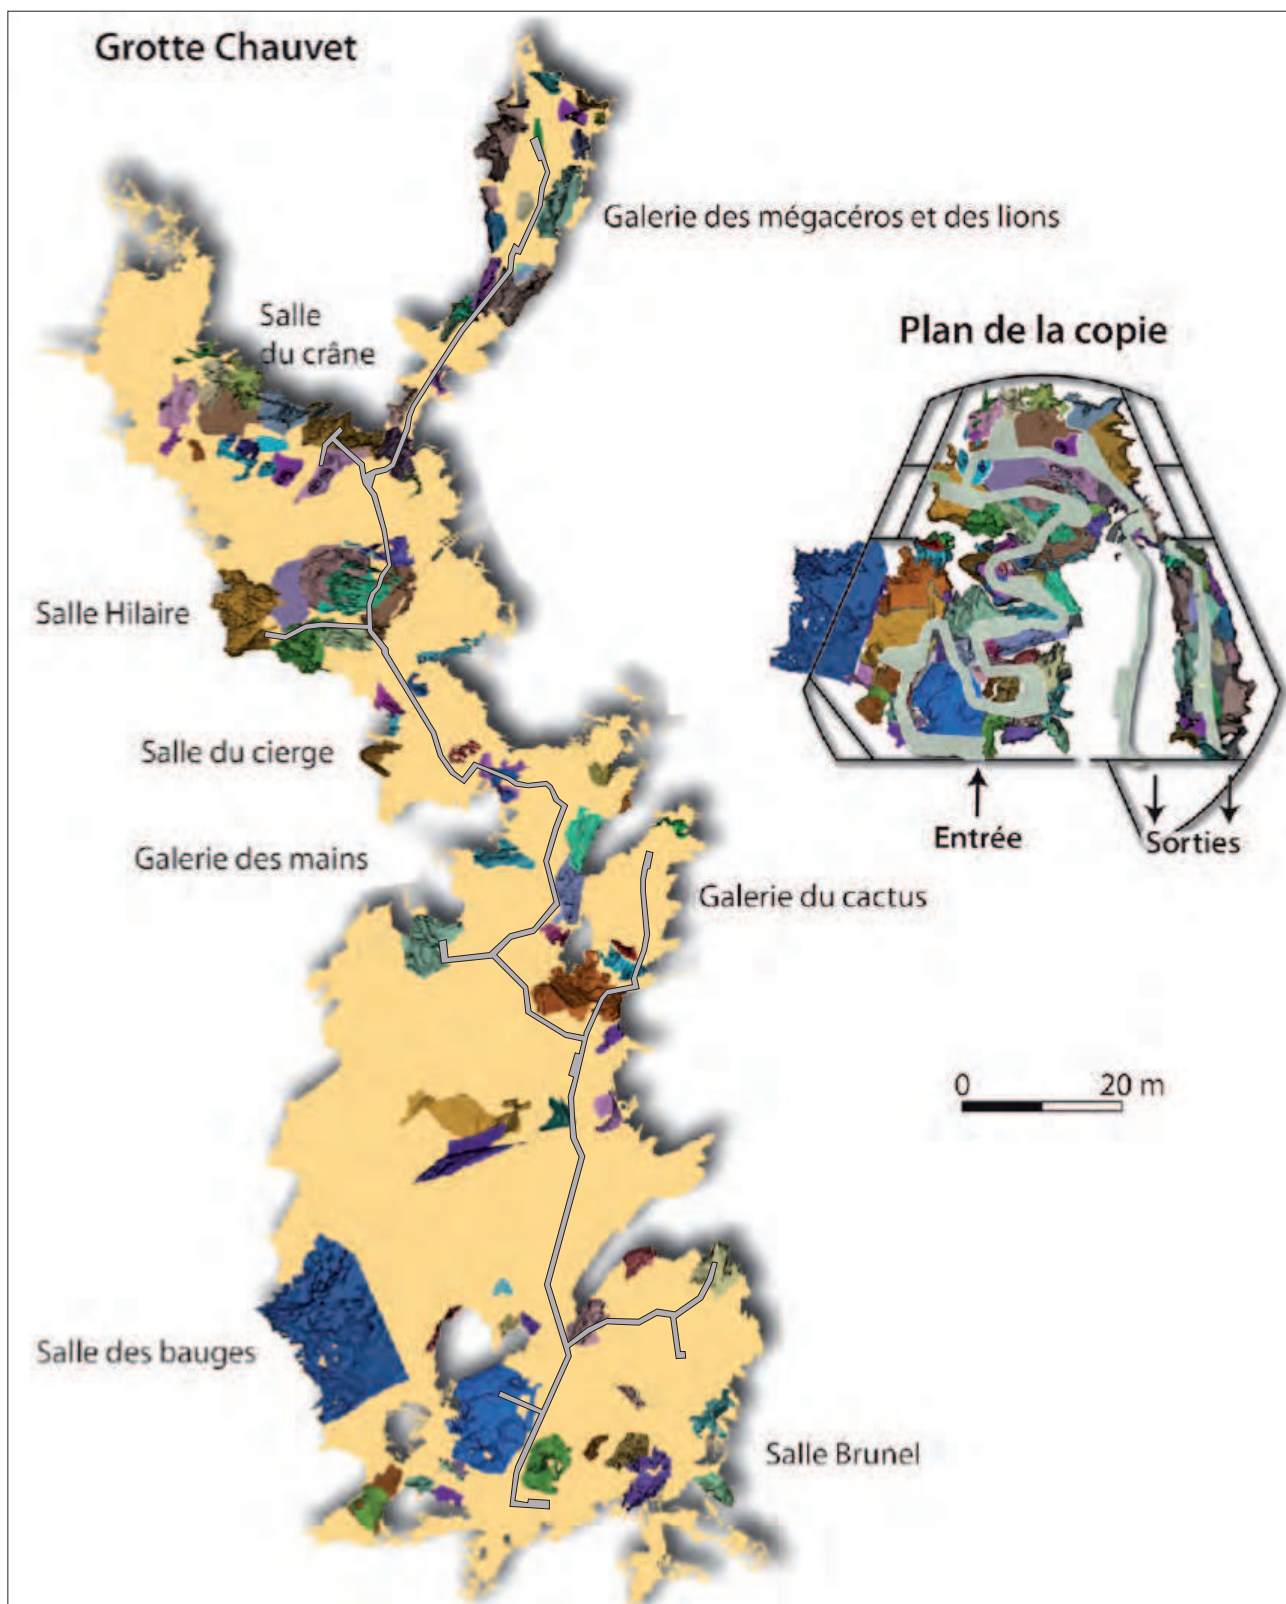 Grotte Chauvet
Galerie des mégacéros et des lions
Salle
du crâne
Plan de la copie
Salle Hilaire
Salle du cierge
Entrée
Sorties
Galerie des mains
Galerie du cactus
0 20 m
Salle des bauges
Salle Brunel